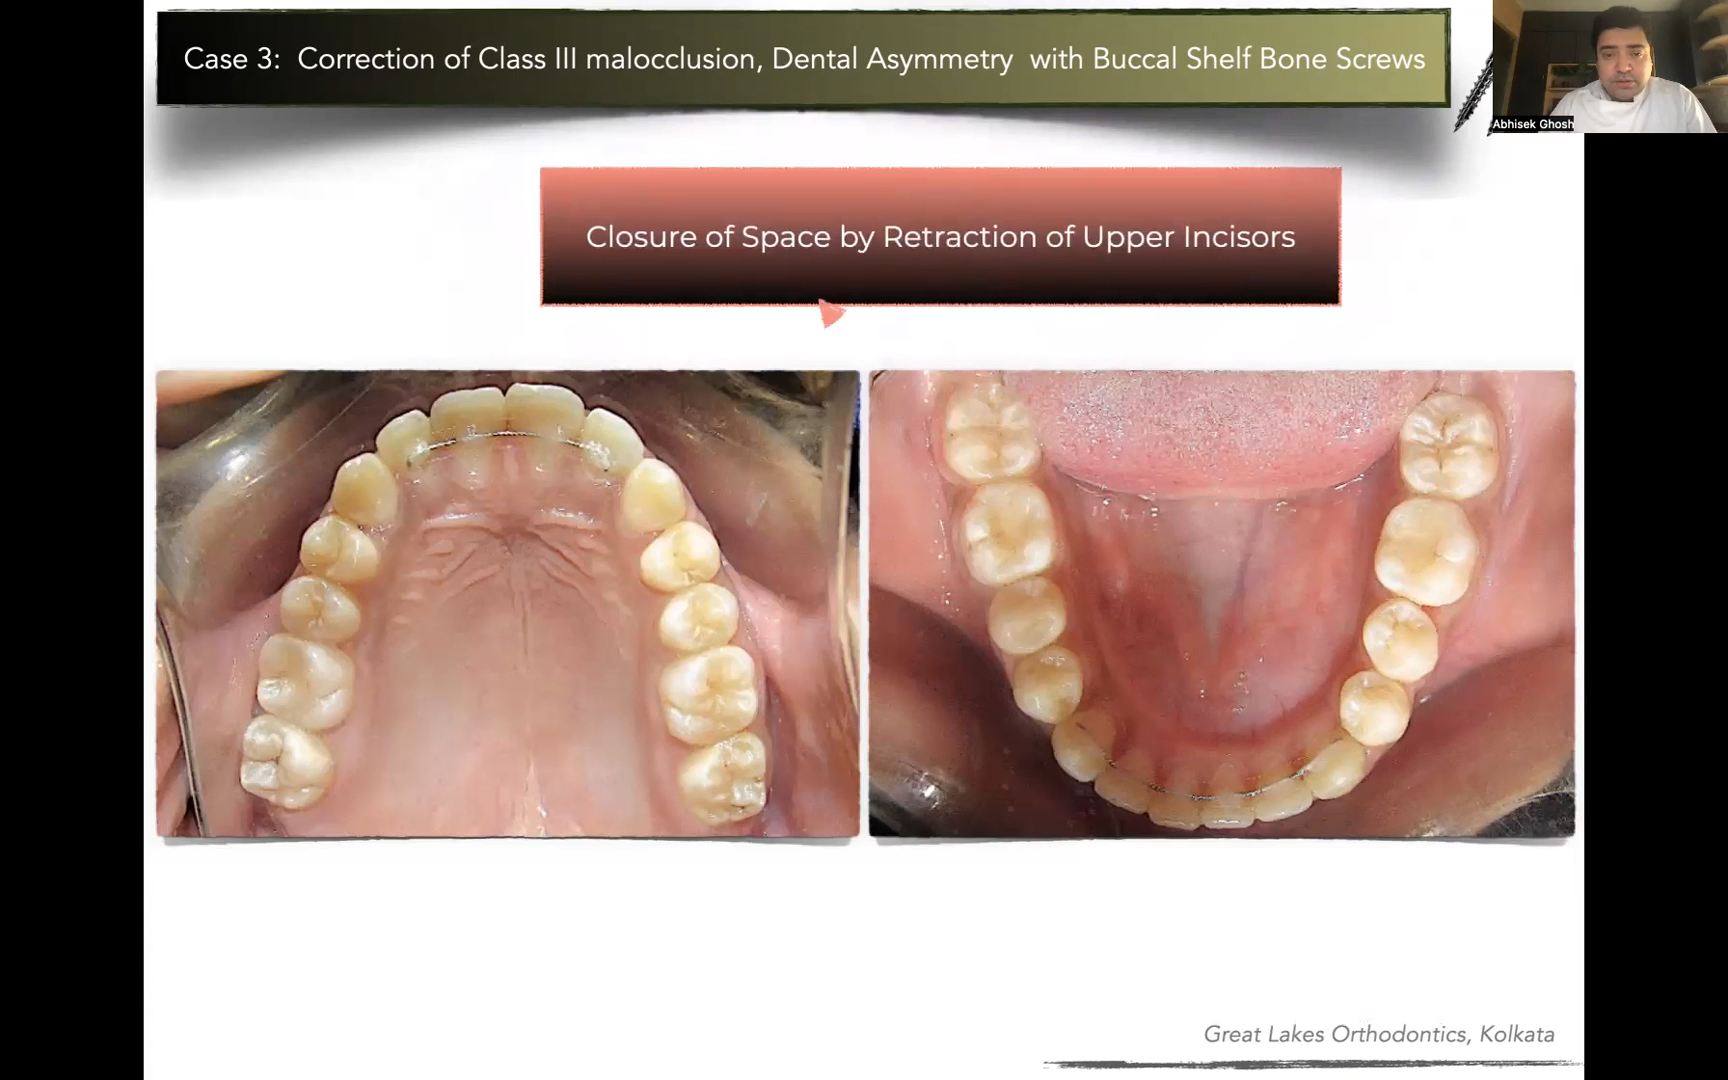 Case 3: Correction of Class III malocclusion, Dental Asymmetry with Buccal Shelf Bone Screws
Abhisek Ghosh
Closure of Space by Retraction of Upper Incisors
Great Lakes Orthodontics, Kolkata